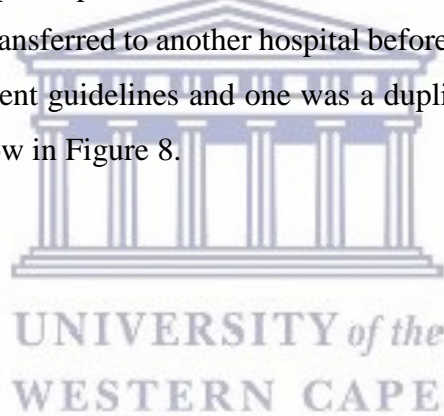 ansferred to another hospital before
ent guidelines and one was a dupli
ow in Figure 8.
UNIVERSITY of the
WESTERN CAPE